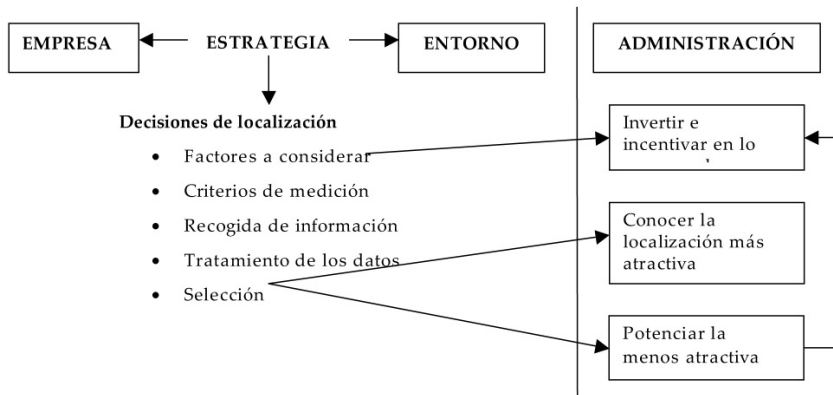 EMPRESA
ESTRATEGIA
ENTORNO
ADMINISTRACIÓN
Decisiones de localización
• Factores a considerar
• Criterios de medición
• Recogida de información
• Tratamiento de los datos
• Selección
Invertir e
incentivar en lo
Conocer la
localización más
atractiva
Potenciar la
menos atractiva